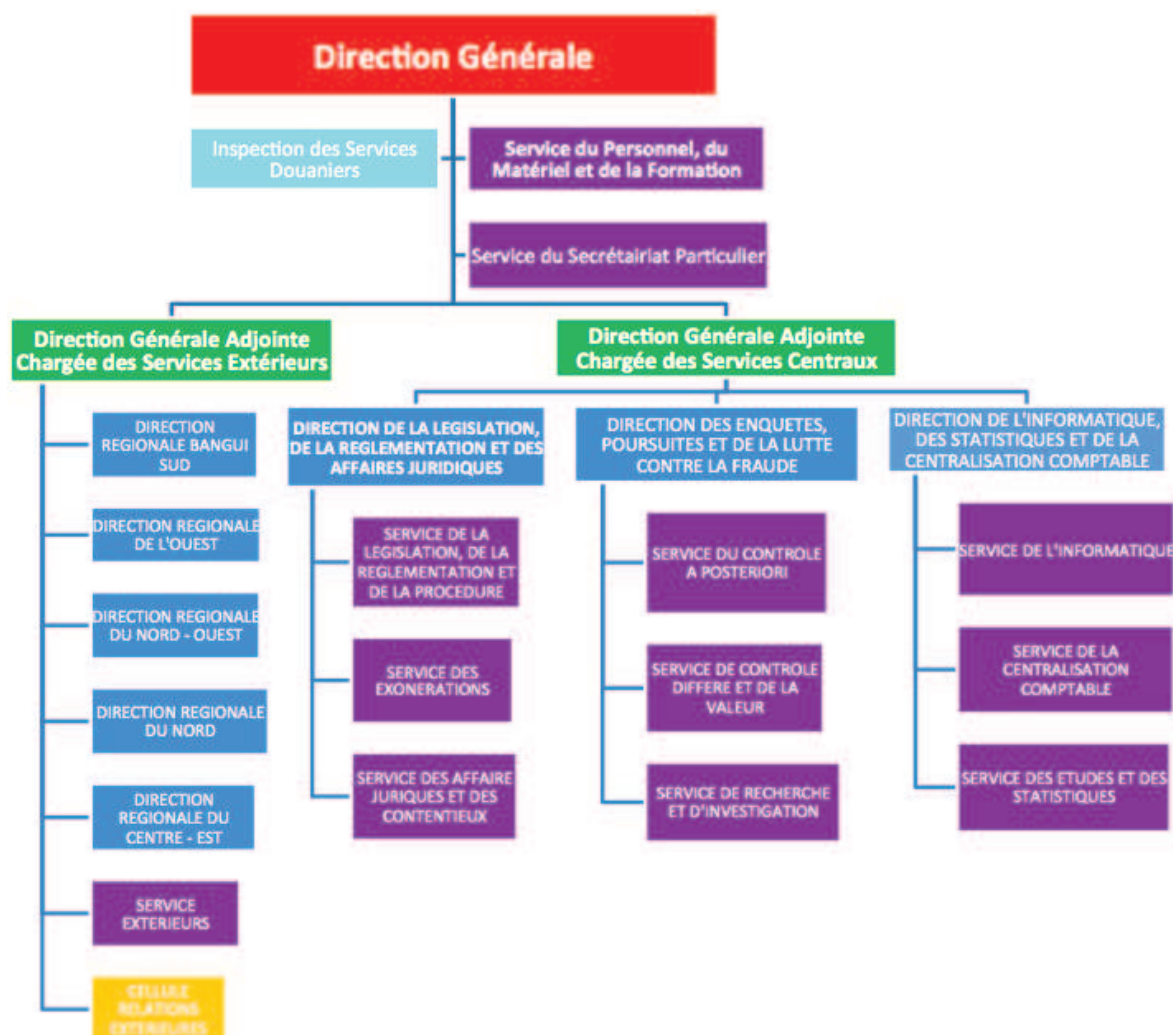 Direction Générale
Inspection des Services
Douaniers
Service du Personnel, du
Matériel et de la Formation
Service du Secrétairiat Particulier
Direction Générale Adjointe
Chargée des Services Extérieurs
DIRECTION
REGIONALE BANGUI
SUD
DIRECTION REGIONALE
DE L'OUEST
DIRECTION REGIONALE
DU NORD - OUEST
DIRECTION REGIONALE
DU NORD
DIRECTION
REGIONALE DU
CENTRE - EST
SERVICE
EXTERIEURS
CELLULE
RELATIONS
EXTERIEURES
Direction Générale Adjointe
Chargée des Services Centraux
DIRECTION DE LA LEGISLATION,
DE LA REGLEMENTATION ET DES
AFFAIRES JURIDIQUES
SERVICE DE LA
LEGISLATION, DE LA
REGLEMENTATION ET
DE LA PROCEDURE
SERVICE DES
EXONERATIONS
SERVICE DES AFFAIRE
JURIQUES ET DES
CONTENTIEUX
DIRECTION DES ENQUETES,
POURSUITES ET DE LA LUTTE
CONTRE LA FRAUDE
SERVICE DU CONTROLE
A POSTERIORI
SERVICE DE CONTROLE
DIFFERE ET DE LA
VALEUR
SERVICE DE RECHERCHE
ET D'INVESTIGATION
DIRECTION DE L'INFORMATIQUE,
DES STATISTIQUES ET DE LA
CENTRALISATION COMPTABLE
SERVICE DE L'INFORMATIQUE
SERVICE DE LA
CENTRALISATION
COMPTABLE
SERVICE DES ETUDES ET DES
STATISTIQUES